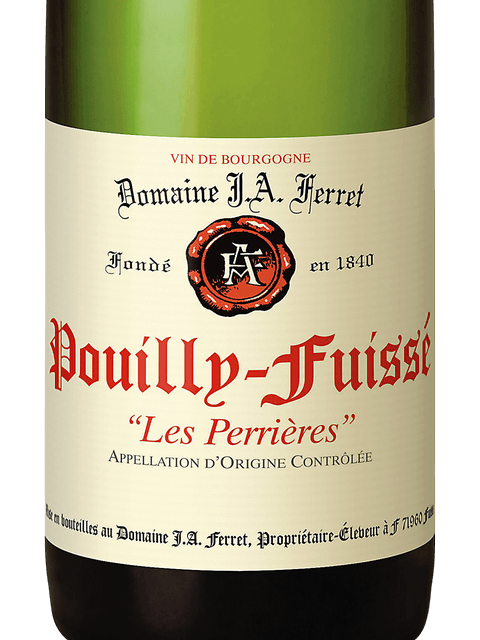 VIN DE BOURGOGNE
Domaine J.A. Ferret
Fondé en 1840
Pouilly-Fuissé
"Les Perrières"
APPELLATION D'ORIGINE CONTRÔLÉE
Mise en bouteilles au Domaine J.A. Ferret, Propriétaire-Éleveur à F 71960